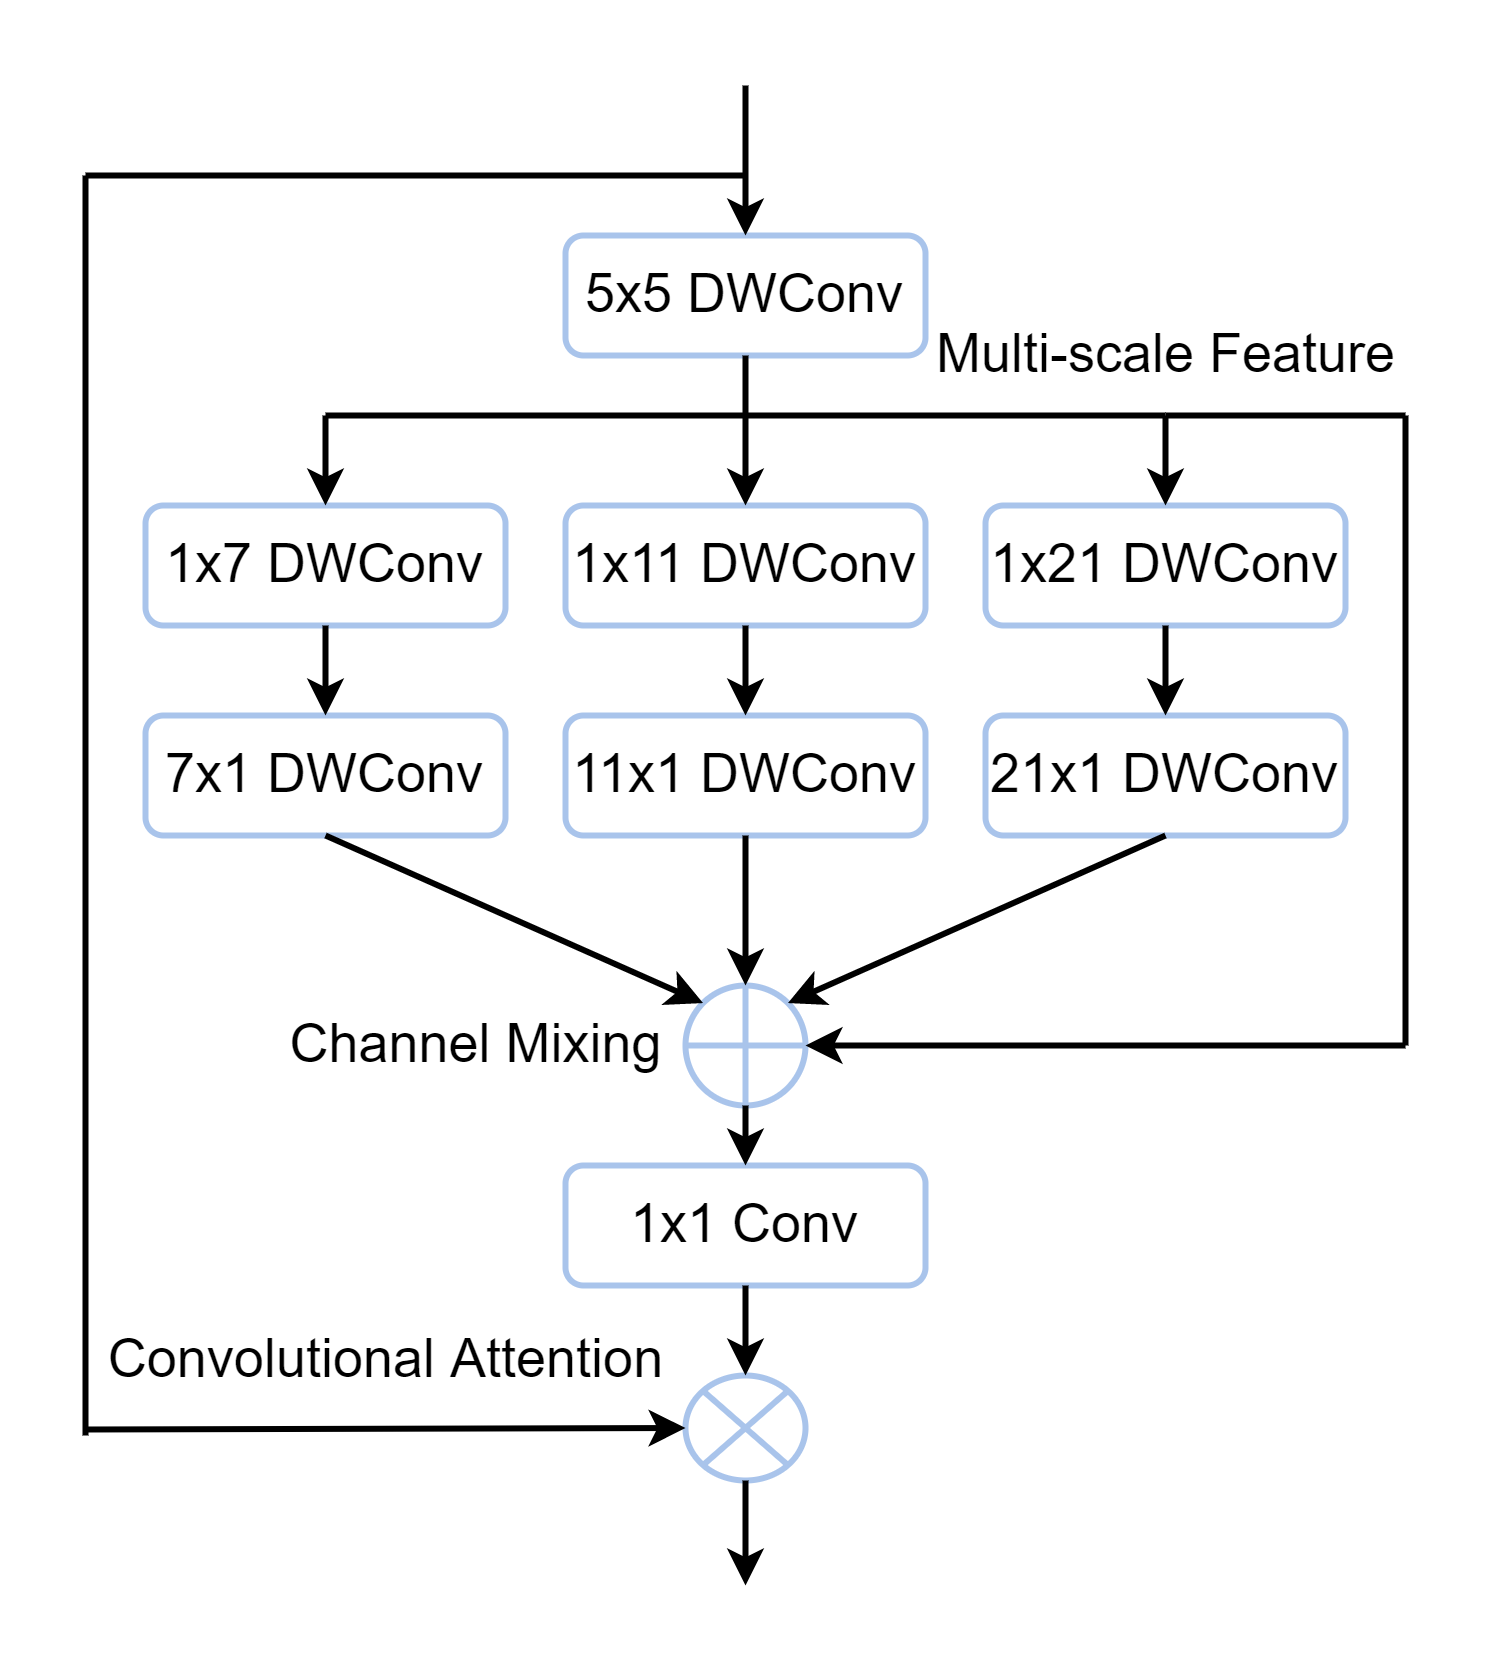 5x5 DWConv
Multi-scale Feature
1x7 DWConv
1x11 DWConv
1x21 DWConv
7x1 DWConv
11x1 DWConv
21x1 DWConv
Channel Mixing
1x1 Conv
Convolutional Attention